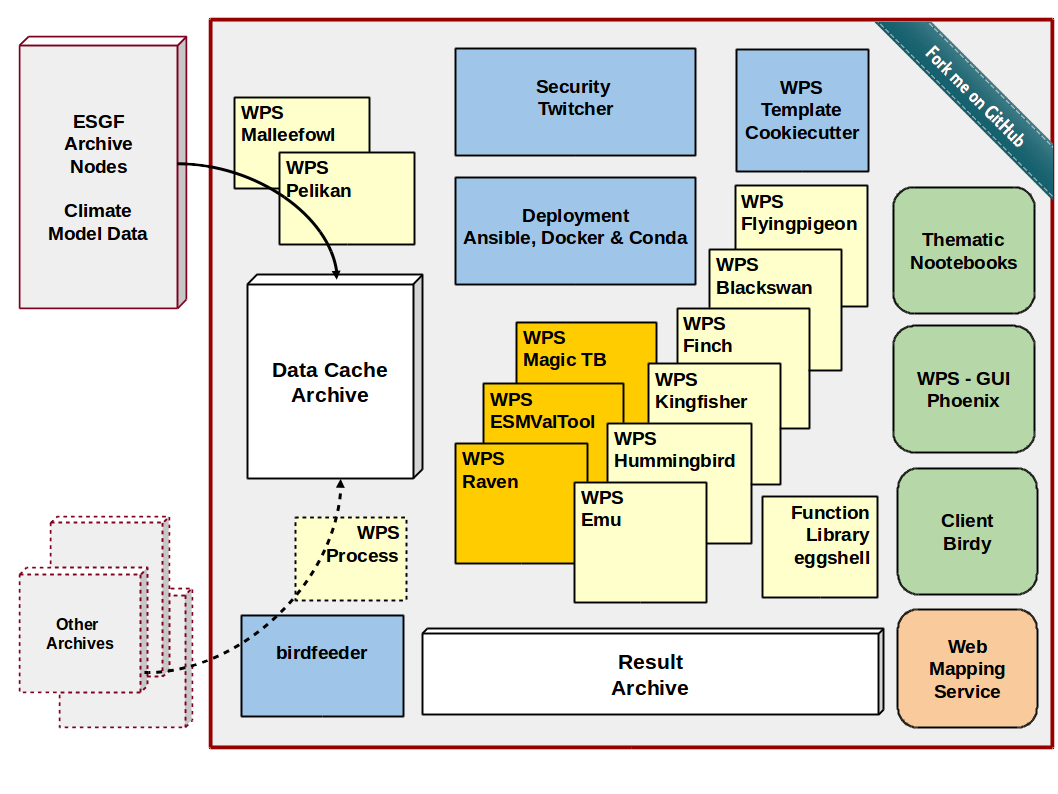 ESGF
Archive
Nodes
Climate
Model Data
WPS
Malleefowl
WPS
Pelikan
Data Cache
Archive
Other
Archives
WPS
Process
birdfeeder
Security
Twitcher
Deployment
Ansible, Docker & Conda
WPS
Template
Cookiecutter
Fork me on GitHub
WPS
Flyingpigeon
WPS
Blackswan
WPS
Finch
WPS
Kingfisher
WPS
Hummingbird
WPS
Emu
WPS
Magic TB
WPS
ESMValTool
WPS
Raven
Function
Library
eggshell
Result
Archive
Thematic
Nootebooks
WPS - GUI
Phoenix
Client
Birdy
Web
Mapping
Service